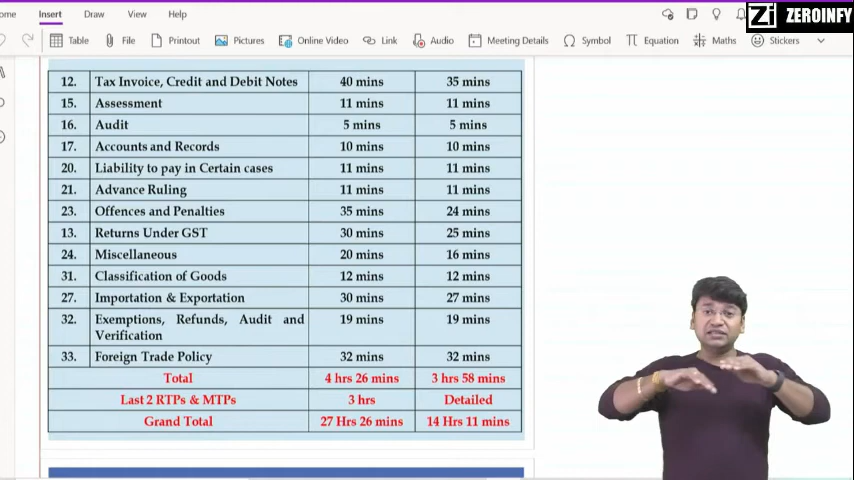 ome Insert Draw View Help
Zi ZEROINFY
Table File Printout Pictures Online Video Link Audio Meeting Details Symbol Equation Maths Stickers
12. Tax Invoice, Credit and Debit Notes 40 mins 35 mins
15. Assessment 11 mins 11 mins
16. Audit 5 mins 5 mins
17. Accounts and Records 10 mins 10 mins
20. Liability to pay in Certain cases 11 mins 11 mins
21. Advance Ruling 11 mins 11 mins
23. Offences and Penalties 35 mins 24 mins
13. Returns Under GST 30 mins 25 mins
24. Miscellaneous 20 mins 16 mins
31. Classification of Goods 12 mins 12 mins
27. Importation & Exportation 30 mins 27 mins
32. Exemptions, Refunds, Audit and 19 mins 19 mins
Verification
33. Foreign Trade Policy 32 mins 32 mins
Total 4 hrs 26 mins 3 hrs 58 mins
Last 2 RTPs & MTPs 3 hrs Detailed
Grand Total 27 Hrs 26 mins 14 Hrs 11 mins